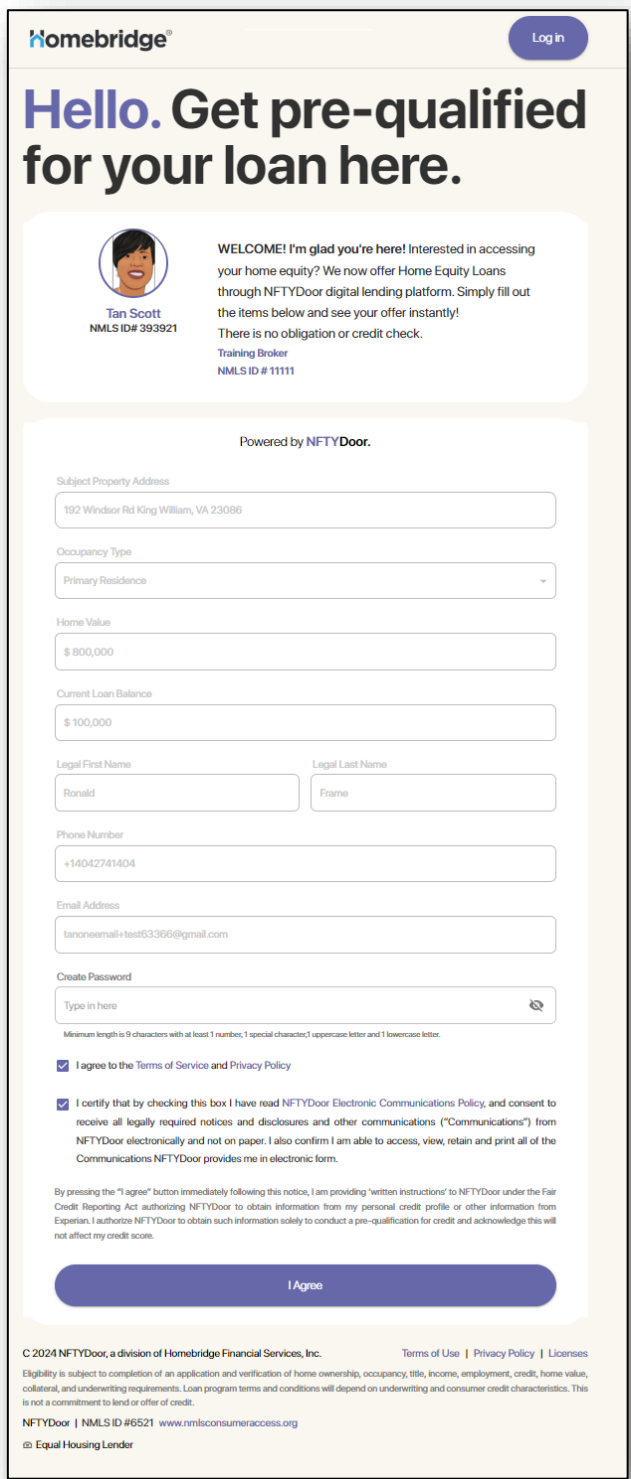 Homebridge®
Log in
Hello. Get pre-qualified
for your loan here.
WELCOME! I'm glad you're here! Interested in accessing
your home equity? We now offer Home Equity Loans
through NFTYDoor digital lending platform. Simply fill out
the items below and see your offer instantly!
There is no obligation or credit check.
Training Broker
NMLS ID # 11111
Tan Scott
NMLS ID# 393921
Powered by NFTYDoor.
Subject Property Address
192 Windsor Rd King William, VA 23086
Occupancy Type
Primary Residence
Home Value
$ 800,000
Current Loan Balance
$ 100,000
Legal First Name
Legal Last Name
Ronald
Frame
Phone Number
+14042741404
Email Address
tanoneemail+test63366@gmail.com
Create Password
Type in here
Minimum length is 9 characters with at least 1 number, 1 special character,1 uppercase letter and 1 lowercase letter.
I agree to the Terms of Service and Privacy Policy
I certify that by checking this box I have read NFTYDoor Electronic Communications Policy, and consent to
receive all legally required notices and disclosures and other communications (“Communications”) from
NFTYDoor electronically and not on paper. I also confirm I am able to access, view, retain and print all of the
Communications NFTYDoor provides me in electronic form.
By pressing the “I agree” button immediately following this notice, I am providing ‘written instructions’ to NFTYDoor under the Fair
Credit Reporting Act authorizing NFTYDoor to obtain information from my personal credit profile or other information from
Experian. I authorize NFTYDoor to obtain such information solely to conduct a pre-qualification for credit and acknowledge this will
not affect my credit score.
I Agree
C 2024 NFTYDoor, a division of Homebridge Financial Services, Inc.
Terms of Use | Privacy Policy | Licenses
Eligibility is subject to completion of an application and verification of home ownership, occupancy, title, income, employment, credit, home value,
collateral, and underwriting requirements. Loan program terms and conditions will depend on underwriting and consumer credit characteristics. This
is not a commitment to lend or offer of credit.
NFTYDoor | NMLS ID #6521 www.nmlsconsumeraccess.org
Equal Housing Lender